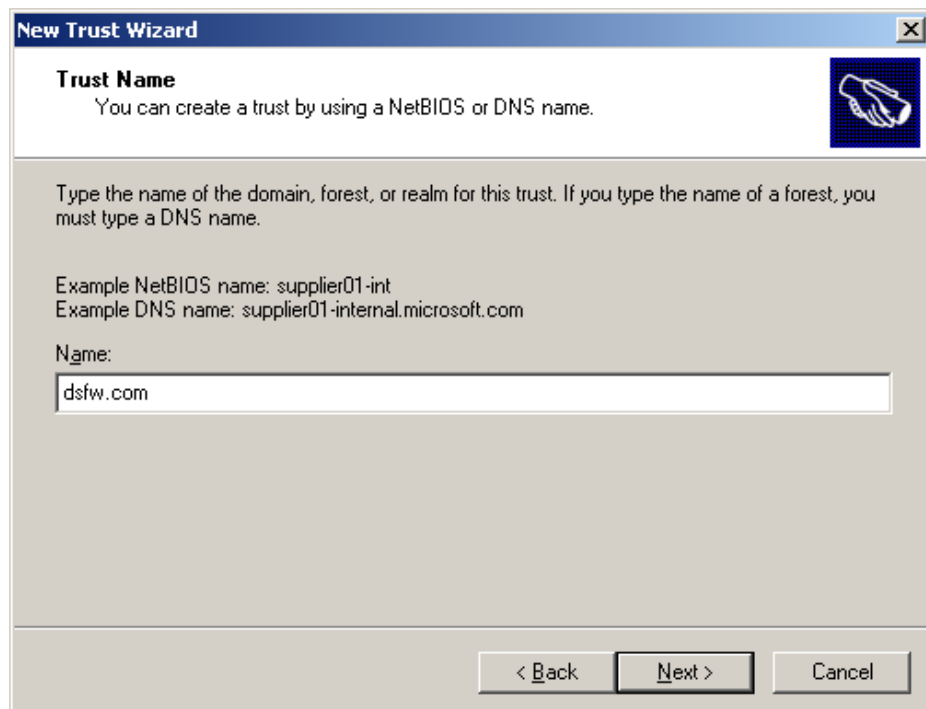 New Trust Wizard
Trust Name
You can create a trust by using a NetBIOS or DNS name.
Type the name of the domain, forest, or realm for this trust. If you type the name of a forest, you
must type a DNS name.
Example NetBIOS name: supplier01-int
Example DNS name: supplier01-internal.microsoft.com
Name:
dsfw.com
< Back
Next >
Cancel